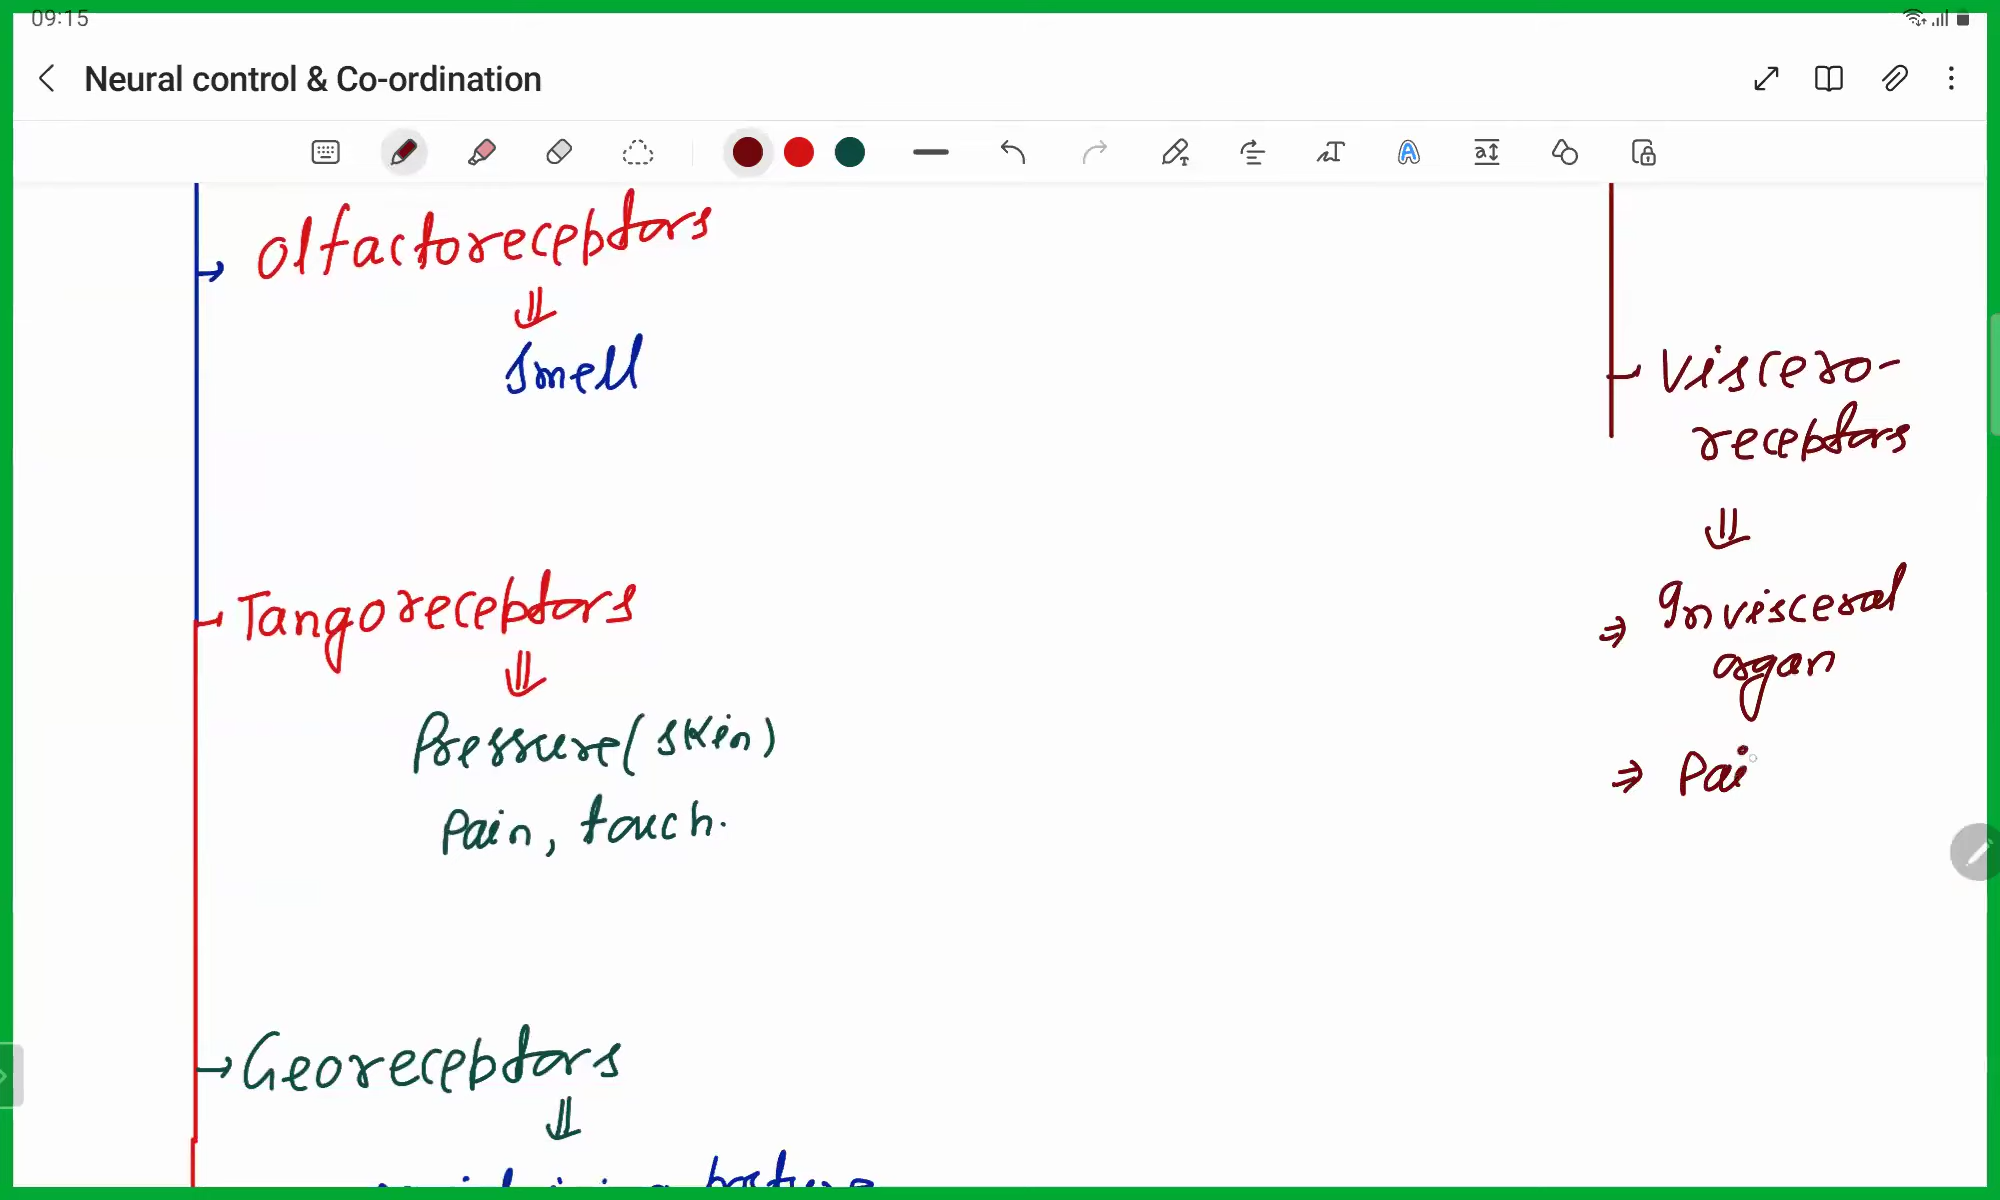 09:15
Neural control & Co-ordination
Olfactoreceptors
Smell
Tangoreceptors
Pressure (skin)
Pain, touch.
Georeceptors
posture
Viscero-
receptors
In visceral
organ
Pai